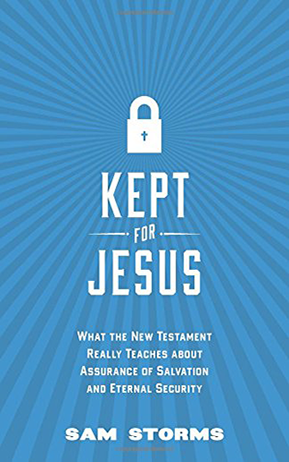 KEPT
FOR
JESUS
What the New Testament
Really Teaches about
Assurance of Salvation
and Eternal Security
SAM STORMS